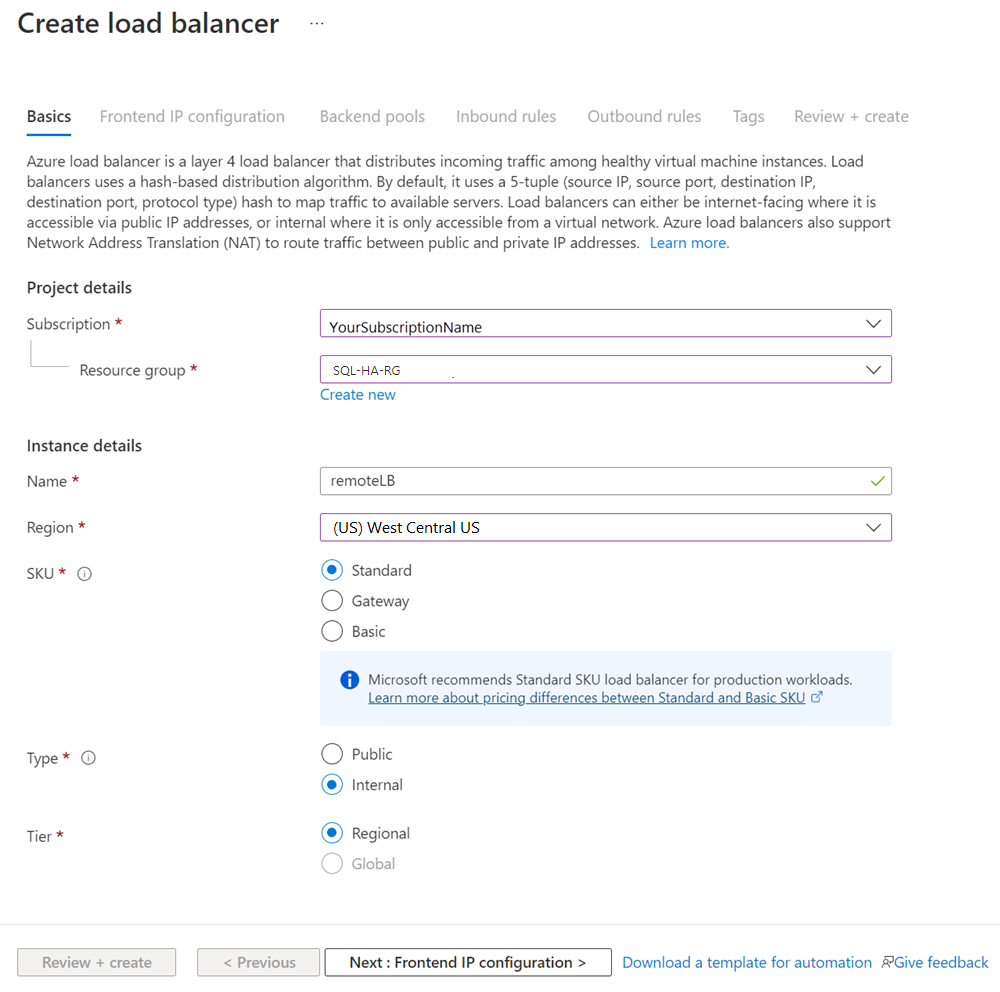 Create load balancer ...
Basics Frontend IP configuration Backend pools Inbound rules Outbound rules Tags Review + create
Azure load balancer is a layer 4 load balancer that distributes incoming traffic among healthy virtual machine instances. Load
balancers uses a hash-based distribution algorithm. By default, it uses a 5-tuple (source IP, source port, destination IP,
destination port, protocol type) hash to map traffic to available servers. Load balancers can either be internet-facing where it is
accessible via public IP addresses, or internal where it is only accessible from a virtual network. Azure load balancers also support
Network Address Translation (NAT) to route traffic between public and private IP addresses. Learn more.
Project details
Subscription * YourSubscriptionName
Resource group * SQL-HA-RG
Create new
Instance details
Name * remoteLB
Region * (US) West Central US
SKU * Standard
Gateway
Basic
Microsoft recommends Standard SKU load balancer for production workloads.
Learn more about pricing differences between Standard and Basic SKU
Type * Public
Internal
Tier * Regional
Global
Review + create < Previous Next : Frontend IP configuration > Download a template for automation Give feedback